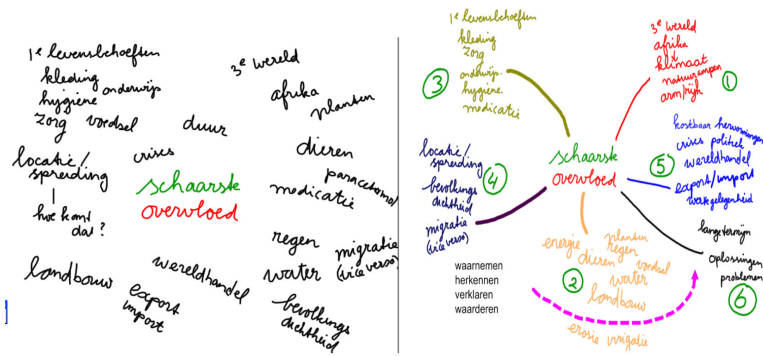 1e levensbehoeften
kleding
onderwijs
hygiëne
zorg
voedsel
duur
3e wereld
afrika
planten
locatie/
spreiding
hoe komt
dat?
crises
schaarste
overvloed
dieren
paracetamol
medicatie
regen
water
migratie
(vice versa)
landbouw
wereldhandel
export
import
bevolkings
dichtheid
1e levensbehoeften
kleding
zorg
onderwijs
hygiëne
medicatie
3
3e wereld
afrika
klimaat
natuurrampen
arm/rijk
1
locatie/
spreiding
bevolkings
dichtheid
migratie
(vice versa)
4
schaarste
overvloed
kostbaar hervormingen
crises politiek
wereldhandel
export/import
werkgelegenheid
5
lange termijn
oplossingen
problemen
6
energie planten
regen
dieren voedsel
water
landbouw
2
erosie irrigatie
waarnemen
herkennen
verklaren
waarderen